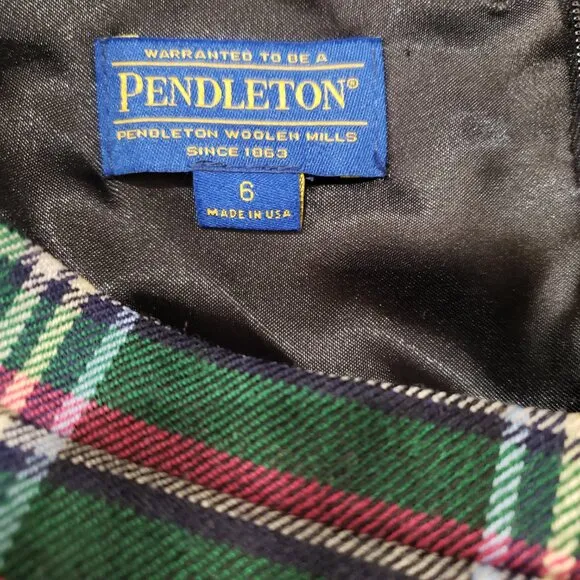 WARRANTED TO BE A
PENDLETON®
PENDLETON WOOLEN MILLS
SINCE 1863
6
MADE IN USA